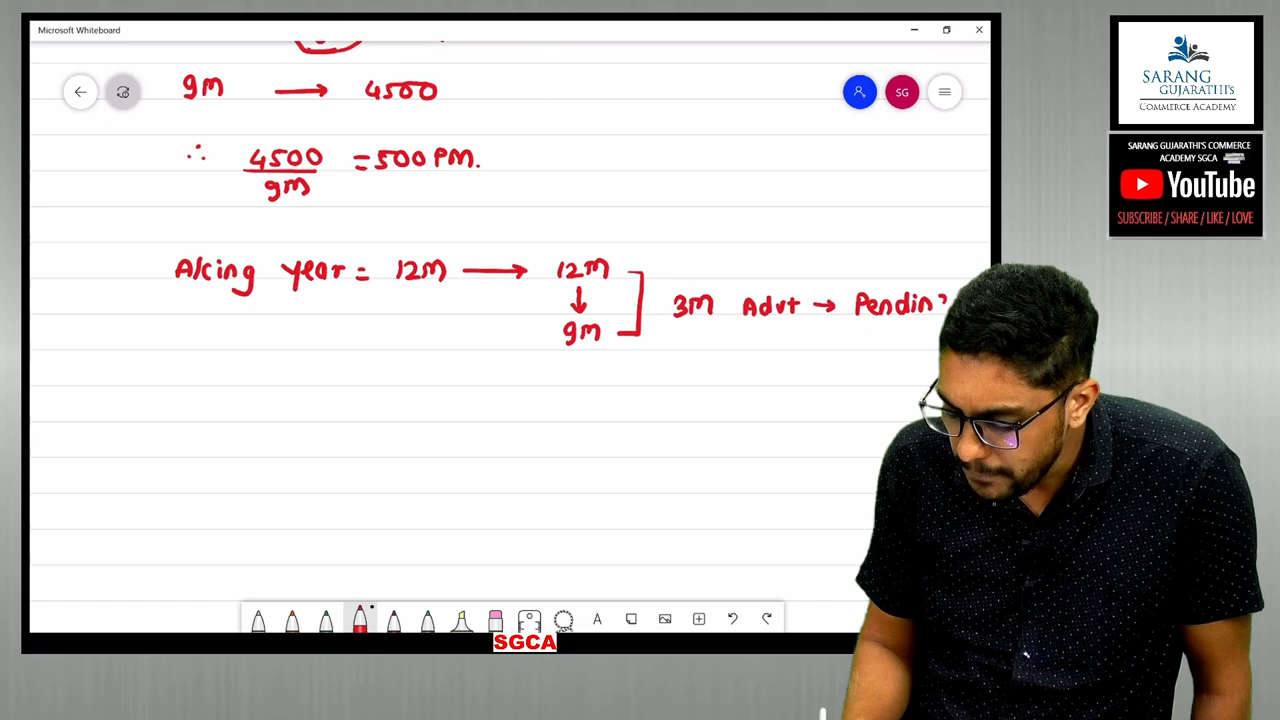 Microsoft Whiteboard
9M → 4500
SG
∴ 4500 / 9M = 500 PM.
A/cing year = 12M → 12M
↓
9M
3M Advt → Pendin
A
SGCA
SARANG
GUJARATHI'S
COMMERCE ACADEMY
SARANG GUJARATHI'S COMMERCE
ACADEMY SGCA
YouTube
SUBSCRIBE / SHARE / LIKE / LOVE